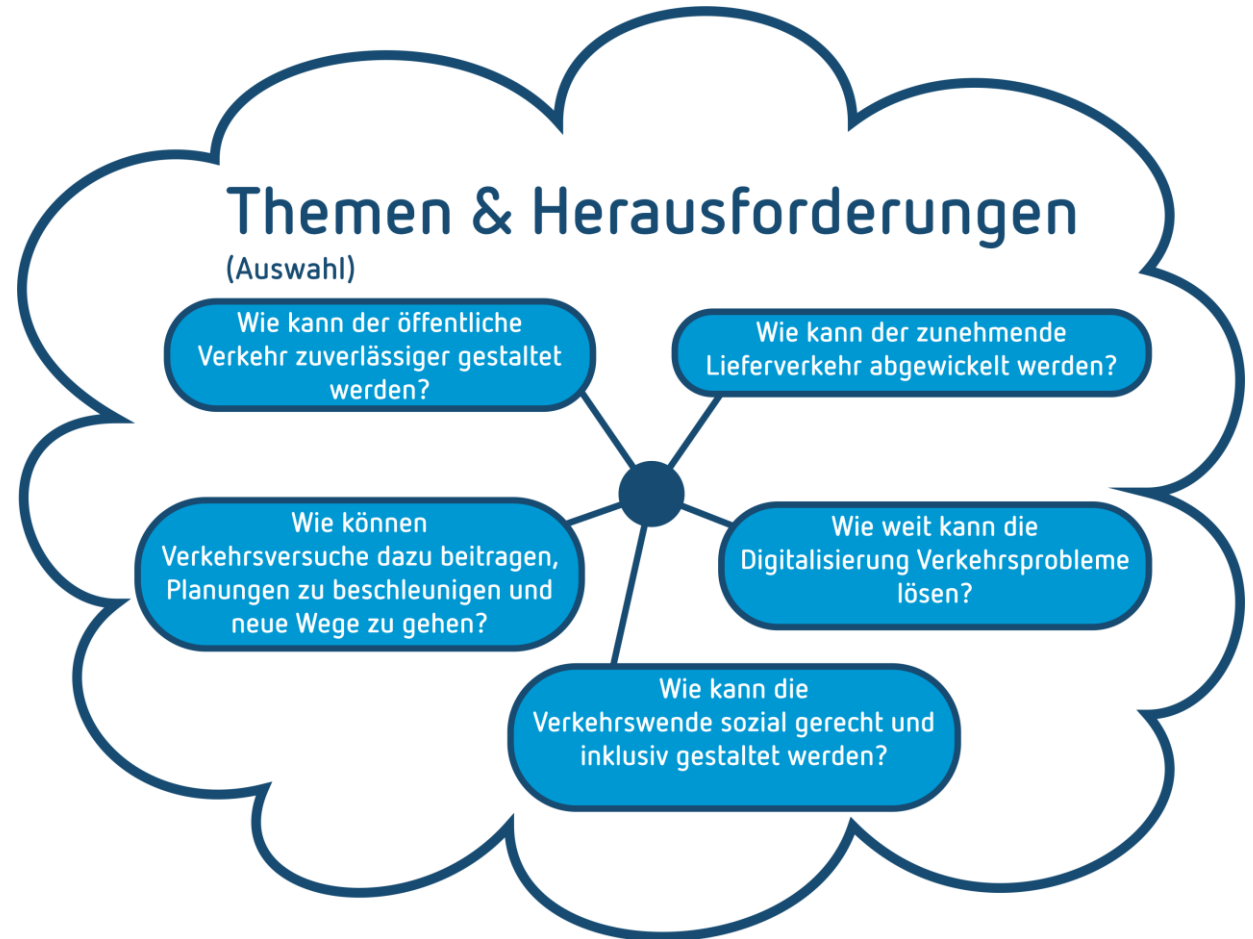 Themen & Herausforderungen
(Auswahl)
Wie kann der öffentliche
Verkehr zuverlässiger gestaltet
werden?
Wie kann der zunehmende
Lieferverkehr abgewickelt werden?
Wie können
Verkehrsversuche dazu beitragen,
Planungen zu beschleunigen und
neue Wege zu gehen?
Wie weit kann die
Digitalisierung Verkehrsprobleme
lösen?
Wie kann die
Verkehrswende sozial gerecht und
inklusiv gestaltet werden?